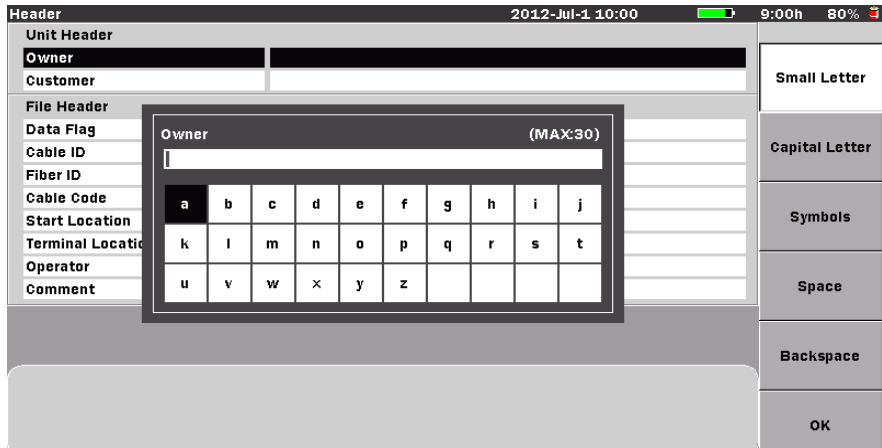 Header 2012-Jul-1 10:00 9:00h 80%
Unit Header
Owner
Customer
File Header
Data Flag
Cable ID
Fiber ID
Cable Code
Start Location
Terminal Locatio
Operator
Comment
Owner (MAX:30)
a b c d e f g h i j
k l m n o p q r s t
u v w x y z
Small Letter
Capital Letter
Symbols
Space
Backspace
OK